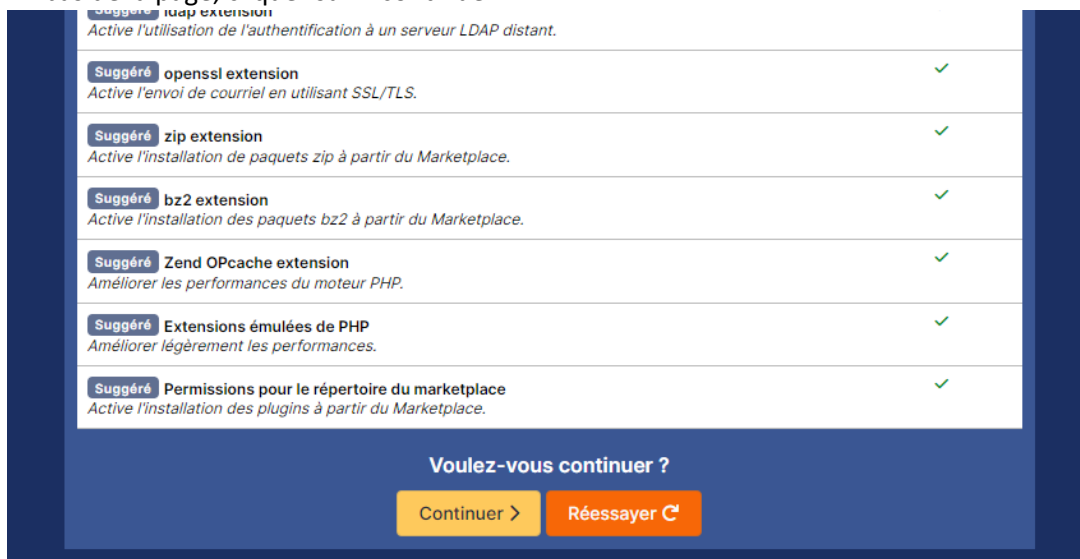 Suggéré ldap extension
Active l'utilisation de l'authentification à un serveur LDAP distant.
Suggéré openssl extension
Active l'envoi de courriel en utilisant SSL/TLS.
Suggéré zip extension
Active l'installation de paquets zip à partir du Marketplace.
Suggéré bz2 extension
Active l'installation des paquets bz2 à partir du Marketplace.
Suggéré Zend OPcache extension
Améliorer les performances du moteur PHP.
Suggéré Extensions émulées de PHP
Améliorer légèrement les performances.
Suggéré Permissions pour le répertoire du marketplace
Active l'installation des plugins à partir du Marketplace.
Voulez-vous continuer ?
Continuer
Réessayer